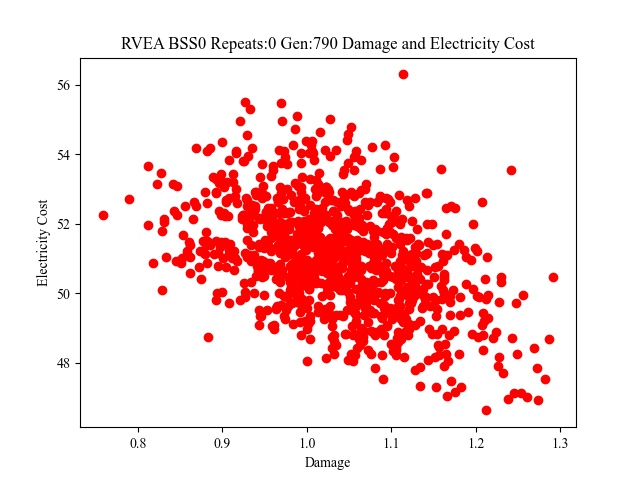 RVEA BSS0 Repeats:0 Gen:790 Damage and Electricity Cost
56
54
52
50
48
Electricity Cost
0.8 0.9 1.0 1.1 1.2 1.3
Damage